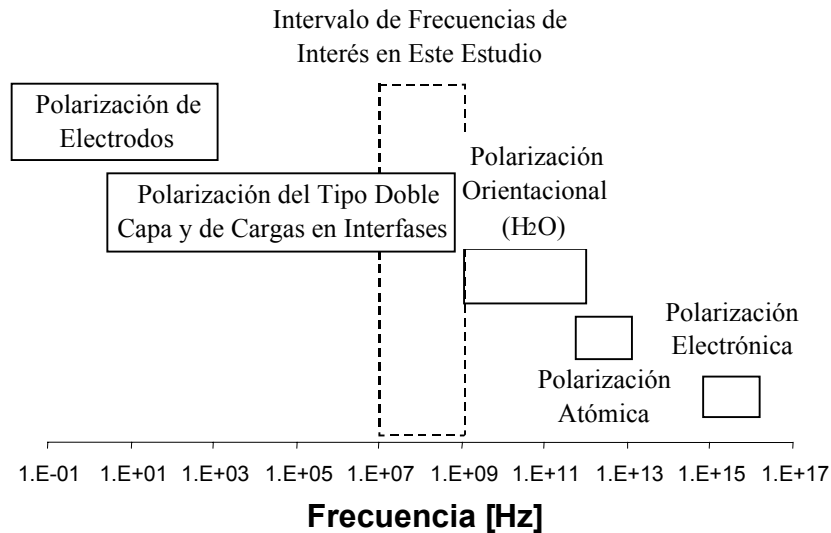 Intervalo de Frecuencias de
Interés en Este Estudio
Polarización de
Electrodos
Polarización
Orientacional
(H2O)
Polarización del Tipo Doble
Capa y de Cargas en Interfases
Polarización
Electrónica
Polarización
Atómica
1.E-01 1.E+01 1.E+03 1.E+05 1.E+07 1.E+09 1.E+11 1.E+13 1.E+15 1.E+17
Frecuencia [Hz]